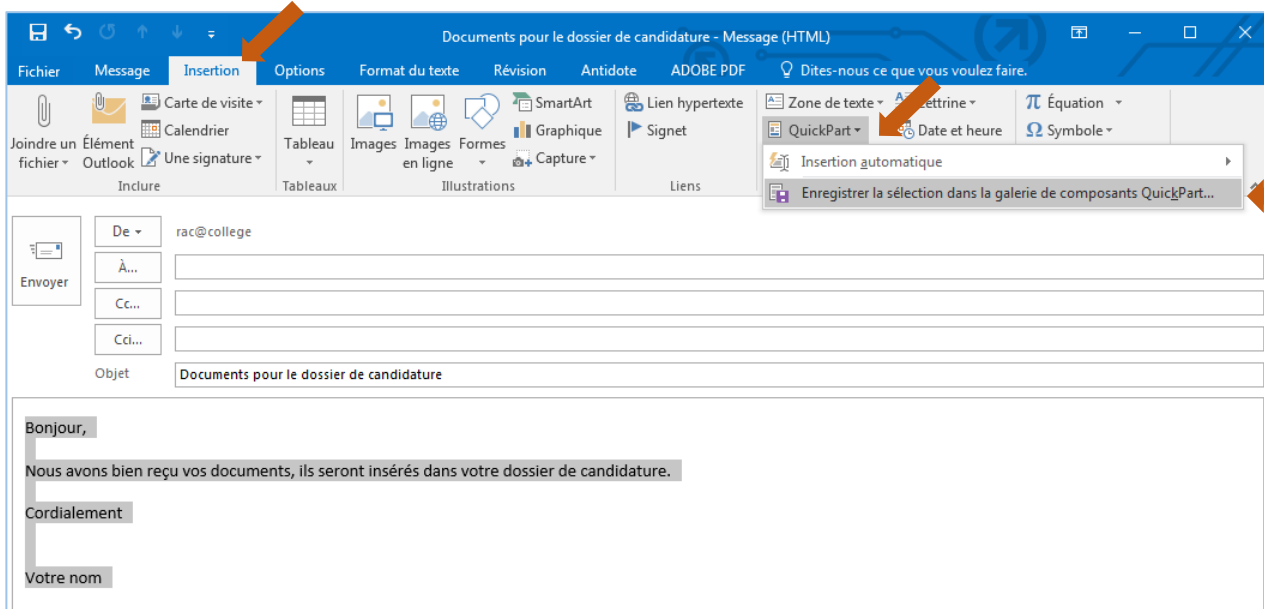 Documents pour le dossier de candidature - Message (HTML)
Fichier Message Insertion Options Format du texte Révision Antidote ADOBE PDF Dites-nous ce que vous voulez faire.
Joindre un fichier
Élément Outlook
Carte de visite
Calendrier
Une signature
Inclure
Tableau
Tableaux
Images
Images en ligne
Formes
SmartArt
Graphique
Capture
Illustrations
Lien hypertexte
Signet
Liens
Zone de texte
QuickPart
Date et heure
π Équation
Ω Symbole
Insertion automatique
Enregistrer la sélection dans la galerie de composants QuickPart...
Envoyer
De rac@college
À...
Cc...
Cci...
Objet Documents pour le dossier de candidature
Bonjour,
Nous avons bien reçu vos documents, ils seront insérés dans votre dossier de candidature.
Cordialement
Votre nom